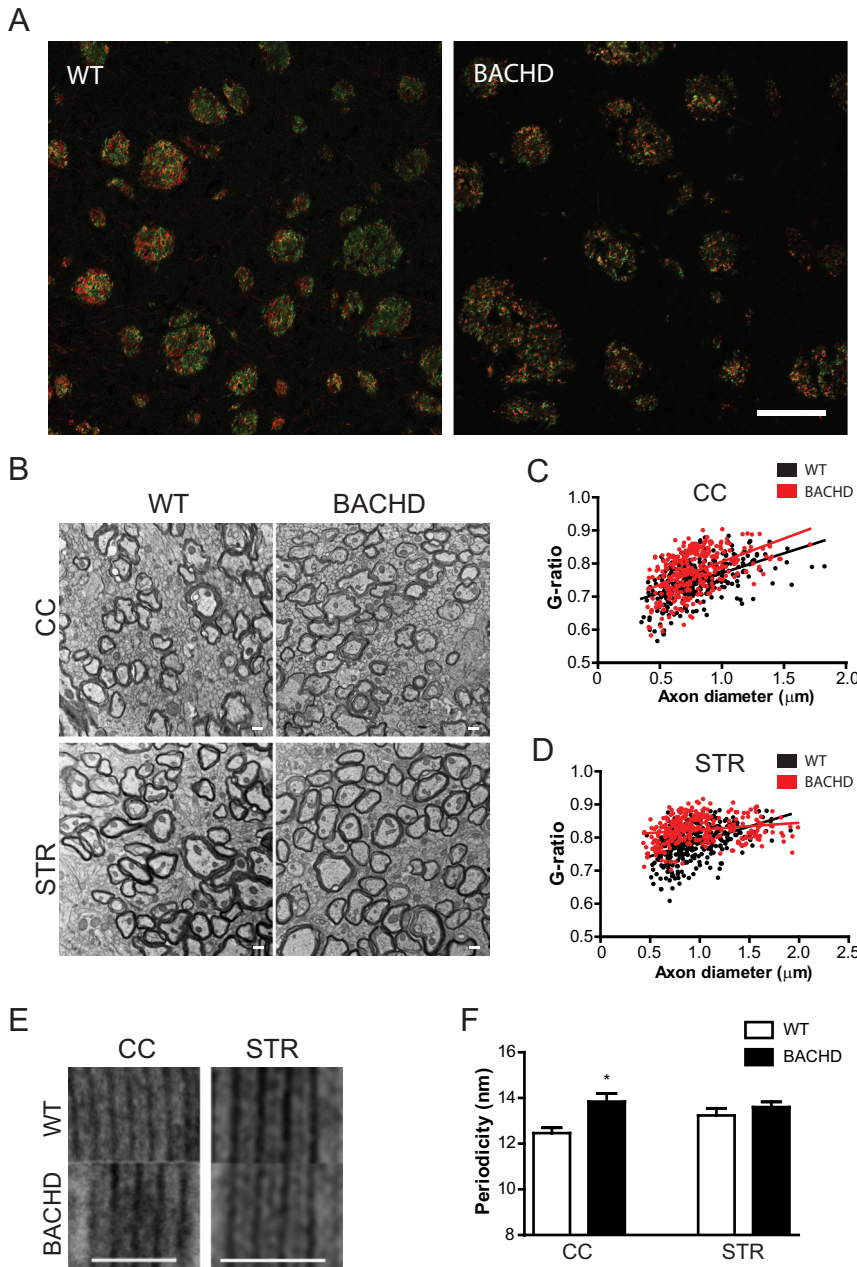 A
WT
BACHD
B
WT
BACHD
CC
STR
C
CC
WT
BACHD
G-ratio
1.0
0.9
0.8
0.7
0.6
0.5
0
0.5
1.0
1.5
2.0
Axon diameter (μm)
D
STR
WT
BACHD
G-ratio
1.0
0.9
0.8
0.7
0.6
0.5
0
0.5
1.0
1.5
2.0
2.5
Axon diameter (μm)
E
CC
STR
WT
BACHD
F
WT
BACHD
Periodicity (nm)
16
14
12
10
8
*
CC
STR